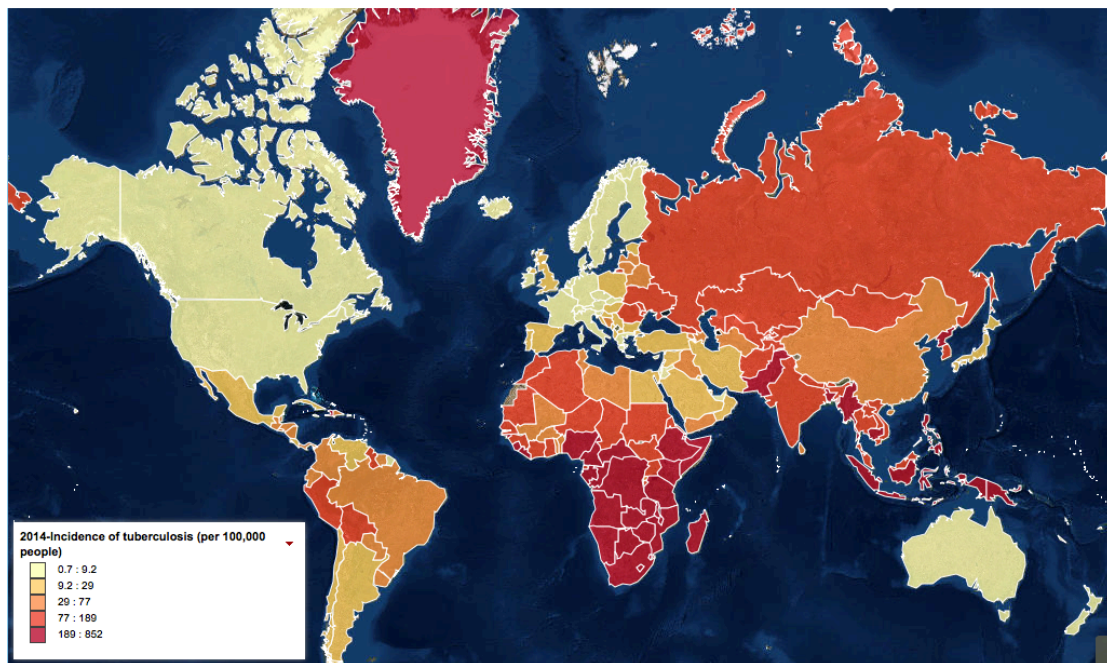 2014-Incidence of tuberculosis (per 100,000
people)
0.7 : 9.2
9.2 : 29
29 : 77
77 : 189
189 : 852